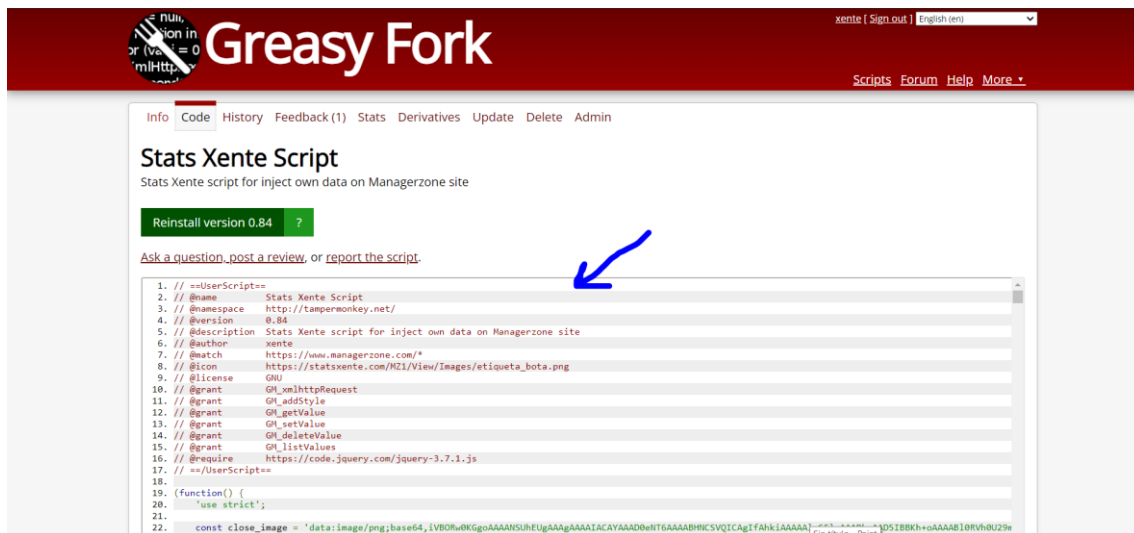 = null,
tion in
or (va i = 0
mlHttp
Greasy Fork
xente [ Sign out ] English (en)
Scripts Forum Help More
Info Code History Feedback (1) Stats Derivatives Update Delete Admin
Stats Xente Script
Stats Xente script for inject own data on Managerzone site
Reinstall version 0.84 ?
Ask a question, post a review, or report the script.
1. // ==UserScript==
2. // @name Stats Xente Script
3. // @namespace http://tampermonkey.net/
4. // @version 0.84
5. // @description Stats Xente script for inject own data on Managerzone site
6. // @author xente
7. // @match https://www.managerzone.com/*
8. // @icon https://statsxente.com/MZ1/View/Images/etiqueta_bota.png
9. // @license GNU
10. // @grant GM_xmlhttpRequest
11. // @grant GM_addStyle
12. // @grant GM_getValue
13. // @grant GM_setValue
14. // @grant GM_deleteValue
15. // @grant GM_listValues
16. // @require https://code.jquery.com/jquery-3.7.1.js
17. // ==/UserScript==
18.
19. (function() {
20. 'use strict';
21.
22. const close_image = 'data:image/png;base64,